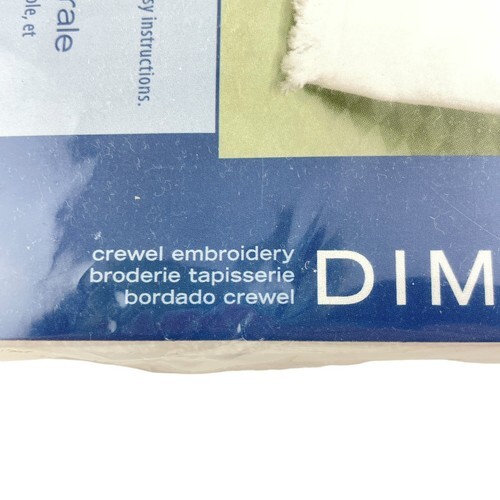 sy instructions.
rale
ole, et
crewel embroidery
broderie tapisserie
bordado crewel
DIM